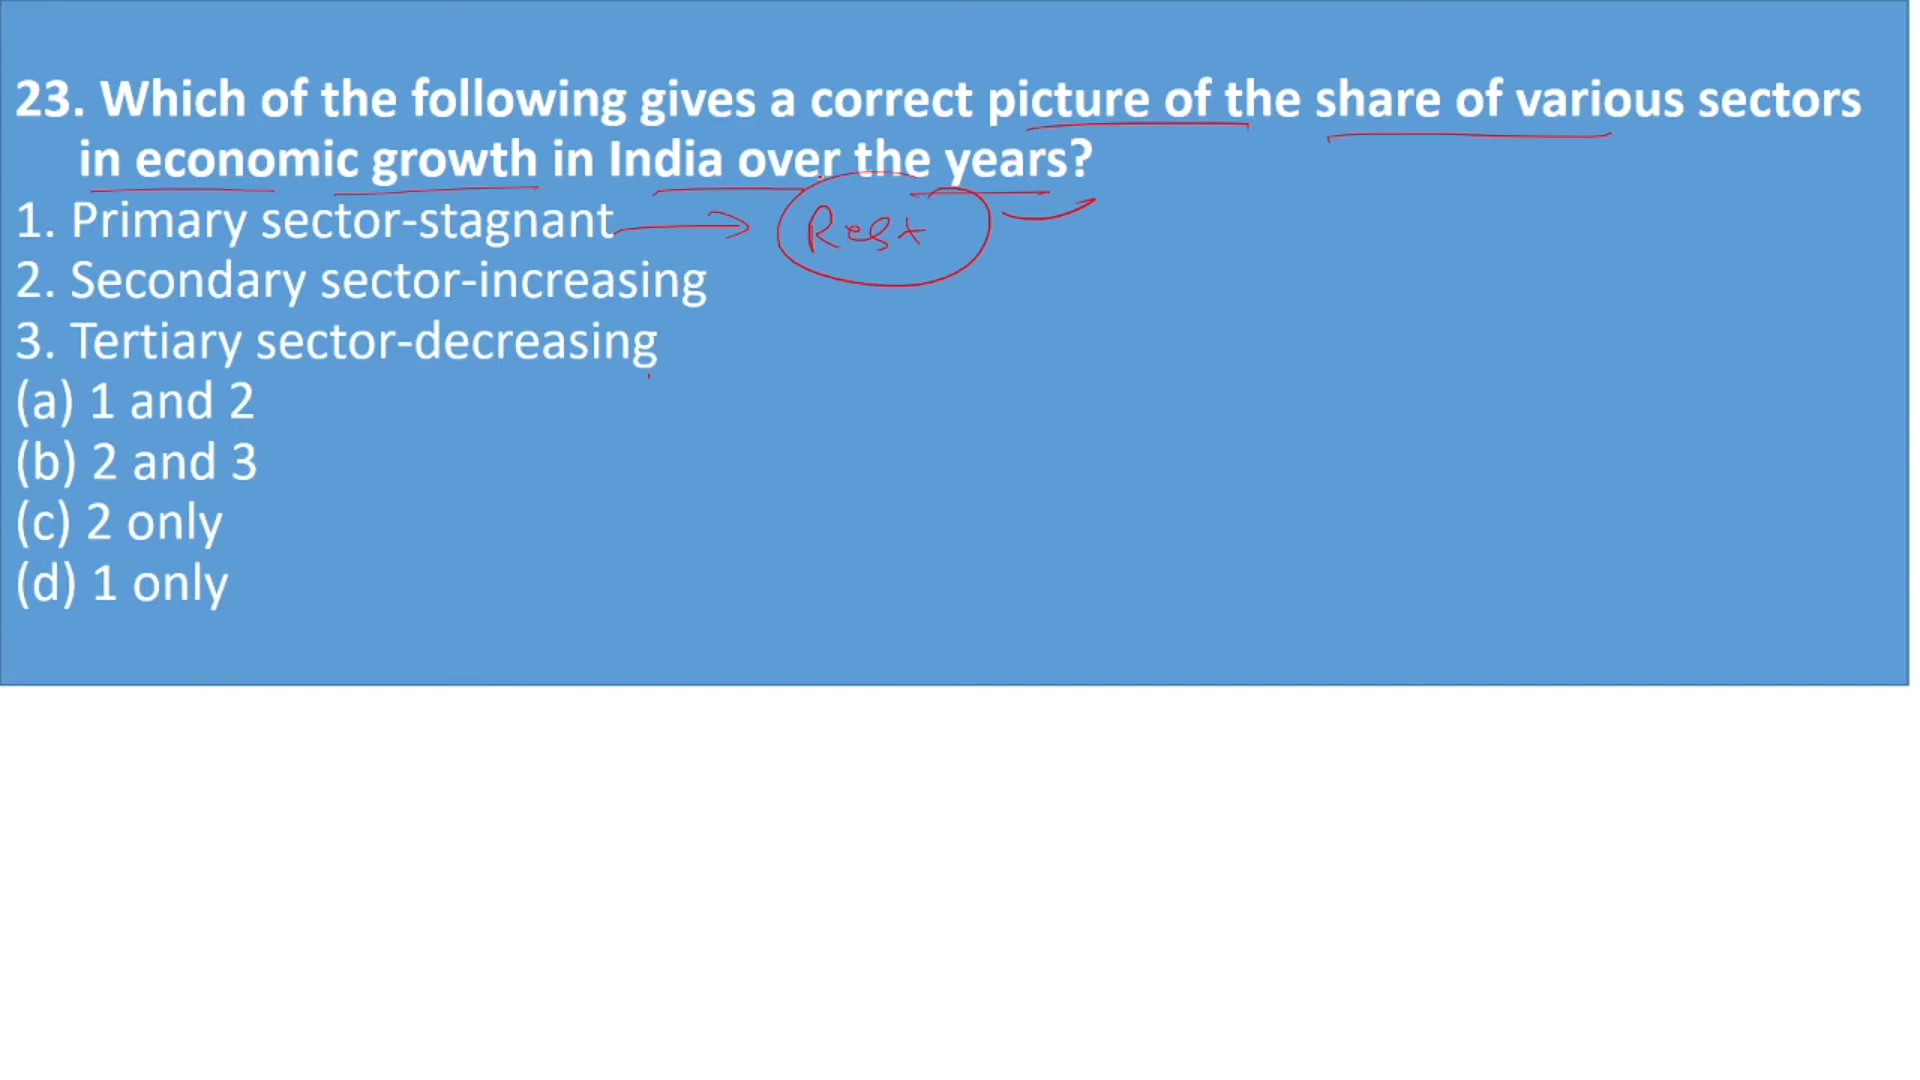 23. Which of the following gives a correct picture of the share of various sectors
in economic growth in India over the years?
1. Primary sector-stagnant
Rest
2. Secondary sector-increasing
3. Tertiary sector-decreasing
(a) 1 and 2
(b) 2 and 3
(c) 2 only
(d) 1 only